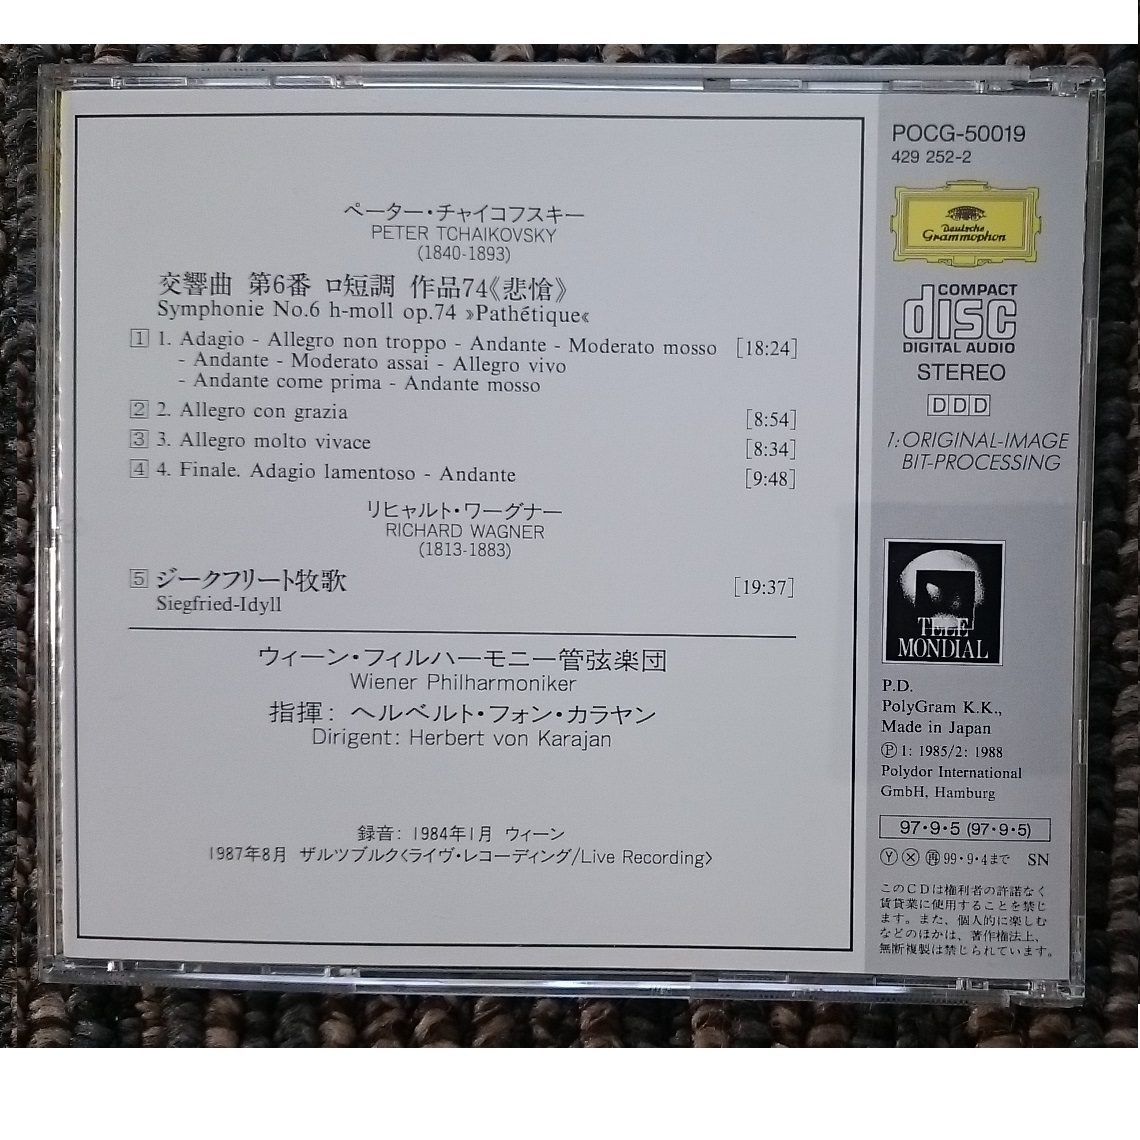 ペーター・チャイコフスキー
PETER TCHAIKOVSKY
(1840-1893)
交響曲 第6番 ロ短調 作品74《悲愴》
Symphonie No.6 h-moll op.74 »Pathétique«
1 1. Adagio - Allegro non troppo - Andante - Moderato mosso [18:24]
- Andante - Moderato assai - Allegro vivo
- Andante come prima - Andante mosso
2 2. Allegro con grazia [8:54]
3 3. Allegro molto vivace [8:34]
4 4. Finale. Adagio lamentoso - Andante [9:48]
リヒャルト・ワーグナー
RICHARD WAGNER
(1813-1883)
5 ジークフリート牧歌 [19:37]
Siegfried-Idyll
ウィーン・フィルハーモニー管弦楽団
Wiener Philharmoniker
指揮: ヘルベルト・フォン・カラヤン
Dirigent: Herbert von Karajan
録音: 1984年1月 ウィーン
1987年8月 ザルツブルク〈ライヴ・レコーディング/Live Recording〉
POCG-50019
429 252-2
Deutsche
Grammophon
COMPACT
disc
DIGITAL AUDIO
STEREO
DDD
1: ORIGINAL-IMAGE
BIT-PROCESSING
TELE
MONDIAL
P.D.
PolyGram K.K.,
Made in Japan
Ⓟ1: 1985/2: 1988
Polydor International
GmbH, Hamburg
97・9・5 (97・9・5)
Ⓨ ⓧ ㊢ 99・9・4まで SN
このCDは権利者の許諾なく
賃貸業に使用することを禁じ
ます。また、個人的に楽しむ
などのほかは、著作権法上、
無断複製は禁じられています。